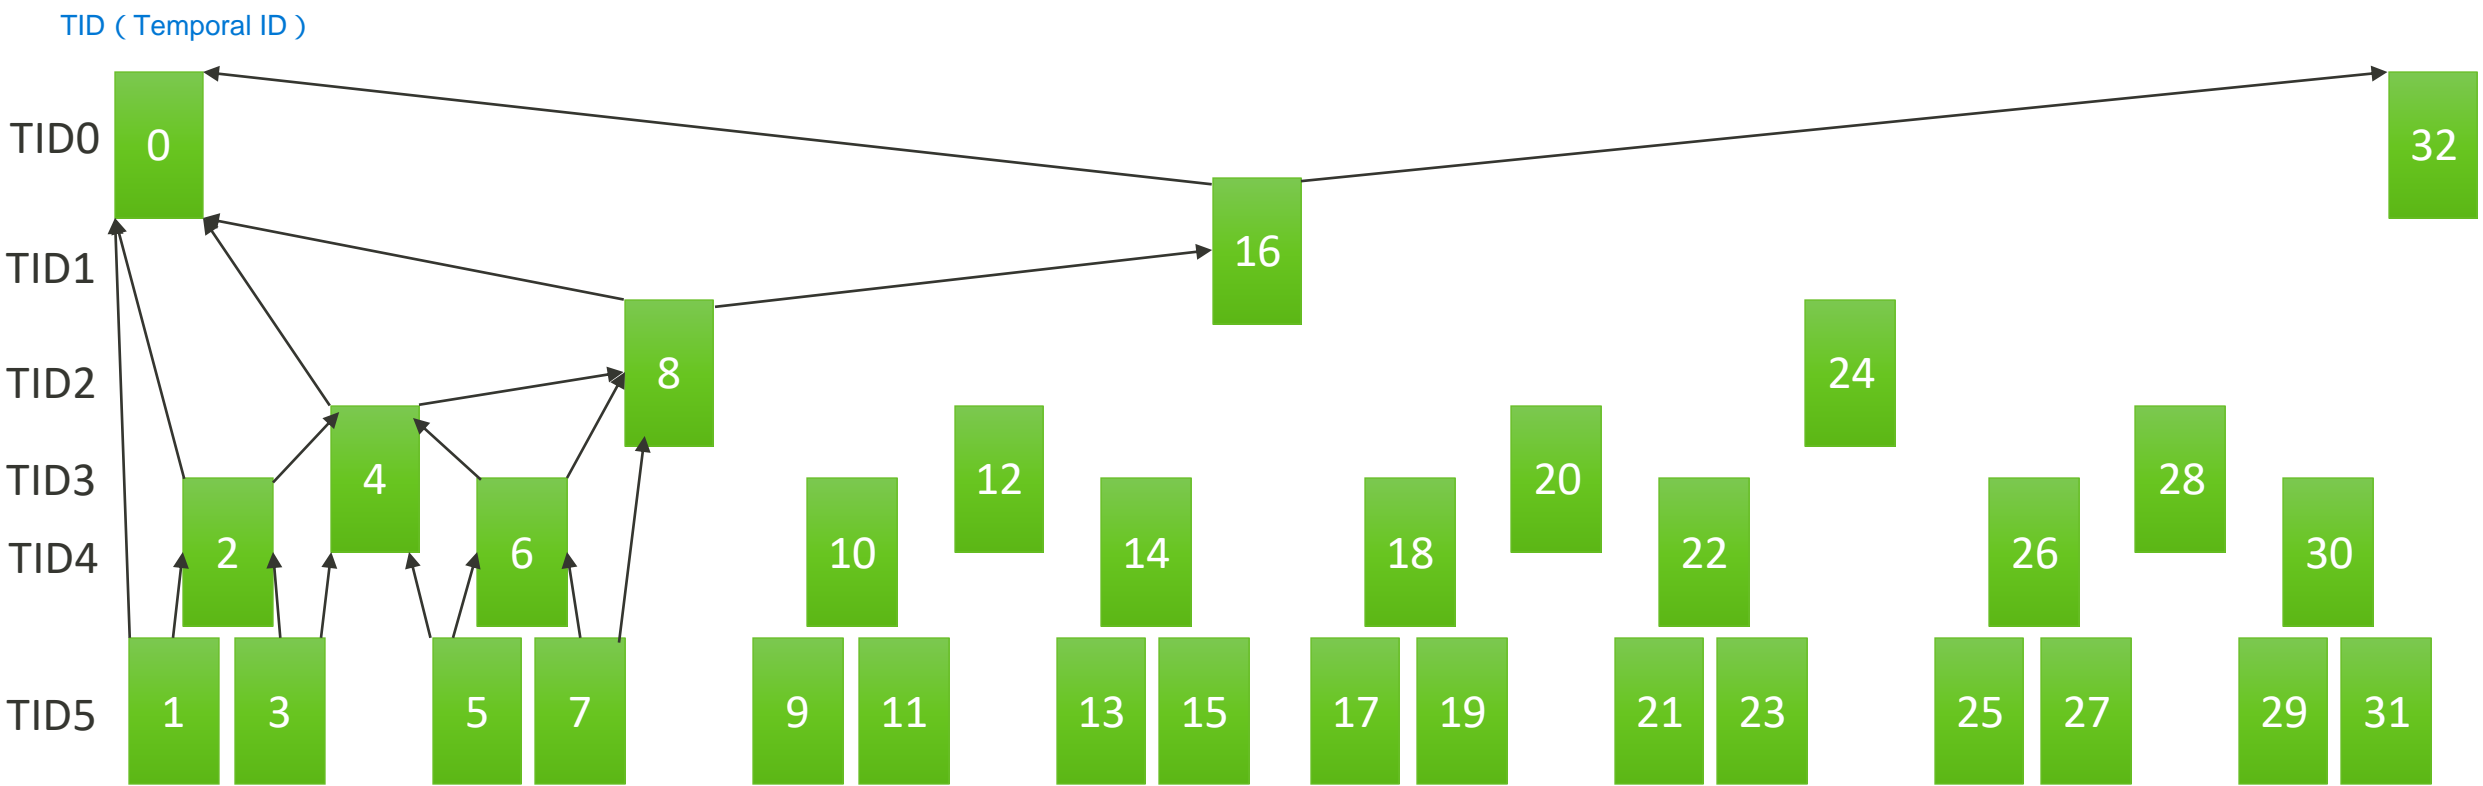 TID（Temporal ID）
TID0 0 32
TID1 16
TID2 8 24
TID3 4 12 20 28
TID4 2 6 10 14 18 22 26 30
TID5 1 3 5 7 9 11 13 15 17 19 21 23 25 27 29 31